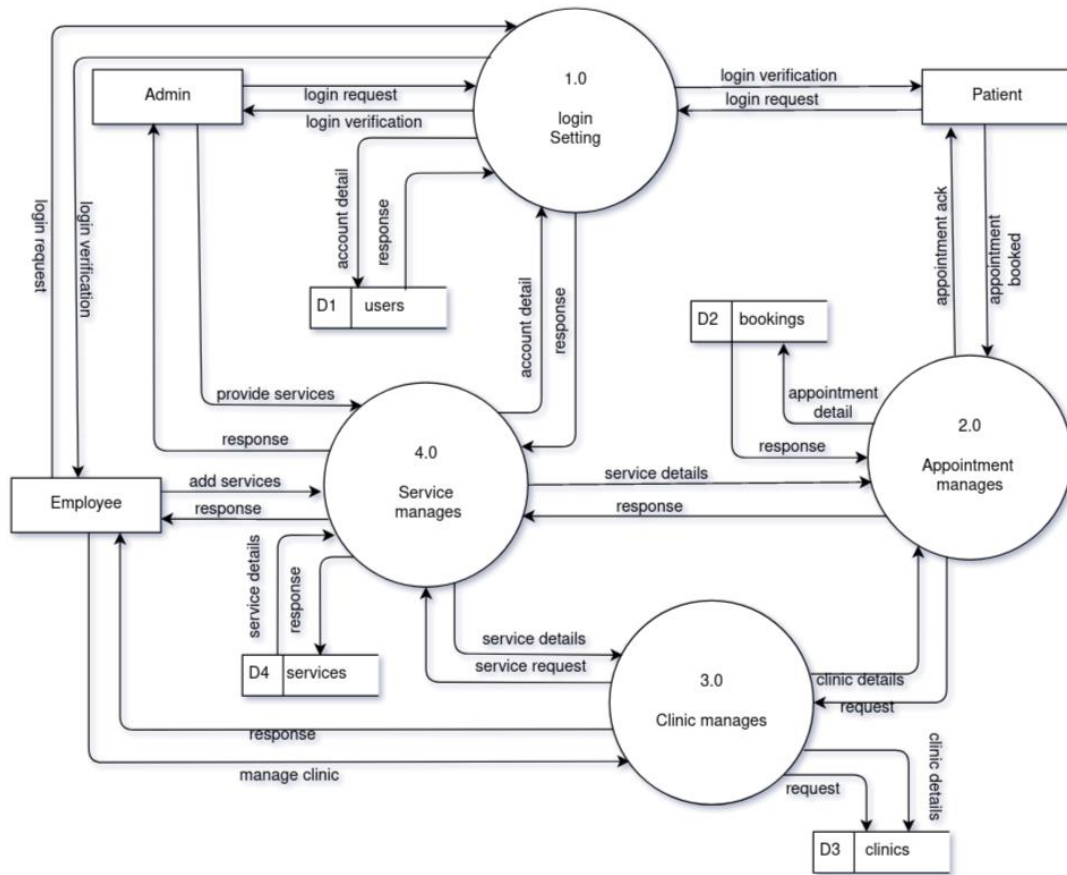 1.0
login
Setting
Admin
login request
login verification
login verification
login request
Patient
login request
login verification
account detail
response
D1 users
account detail
response
appointment ack
appointment
booked
D2 bookings
appointment
detail
response
2.0
Appointment
manages
provide services
response
4.0
Service
manages
service details
response
Employee
add services
response
service details
response
D4 services
service details
service request
3.0
Clinic manages
clinic details
request
response
manage clinic
request
clinic details
D3 clinics